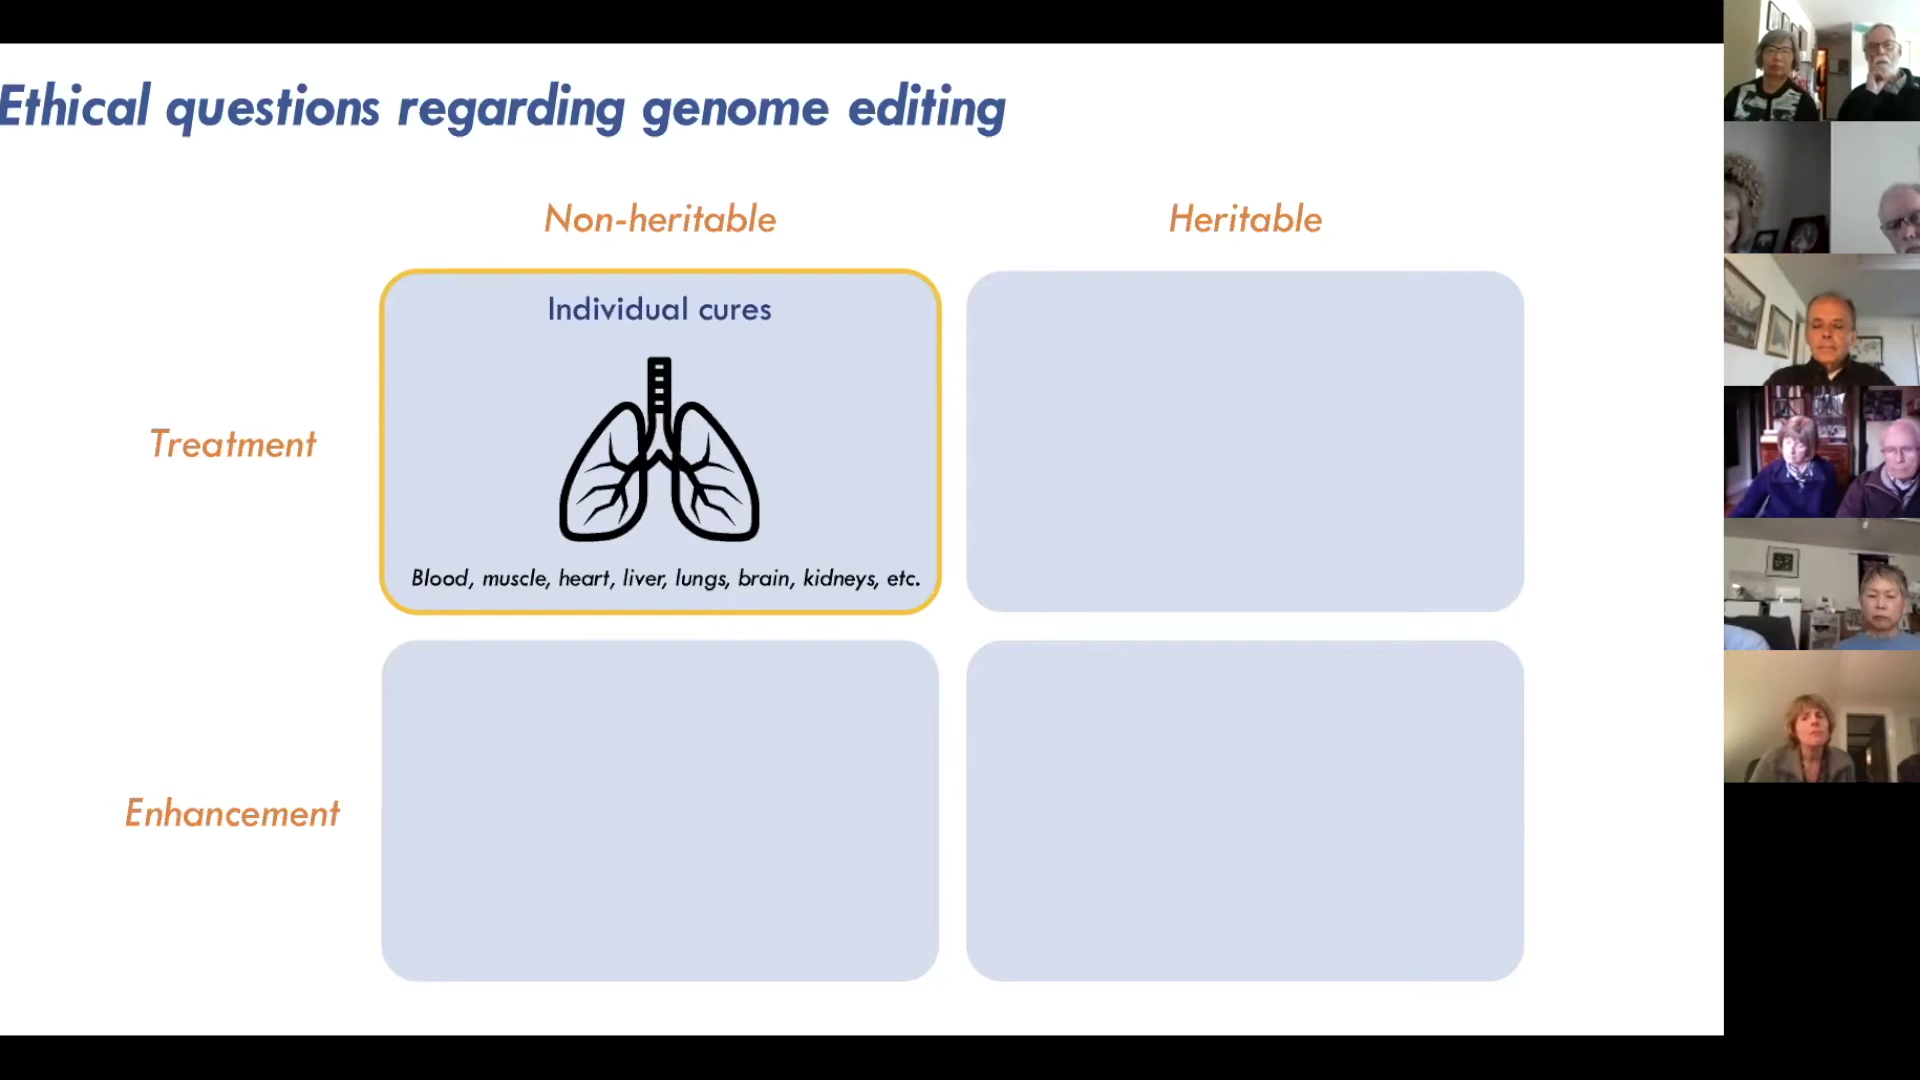 Ethical questions regarding genome editing
Non-heritable
Heritable
Individual cures
Treatment
Blood, muscle, heart, liver, lungs, brain, kidneys, etc.
Enhancement